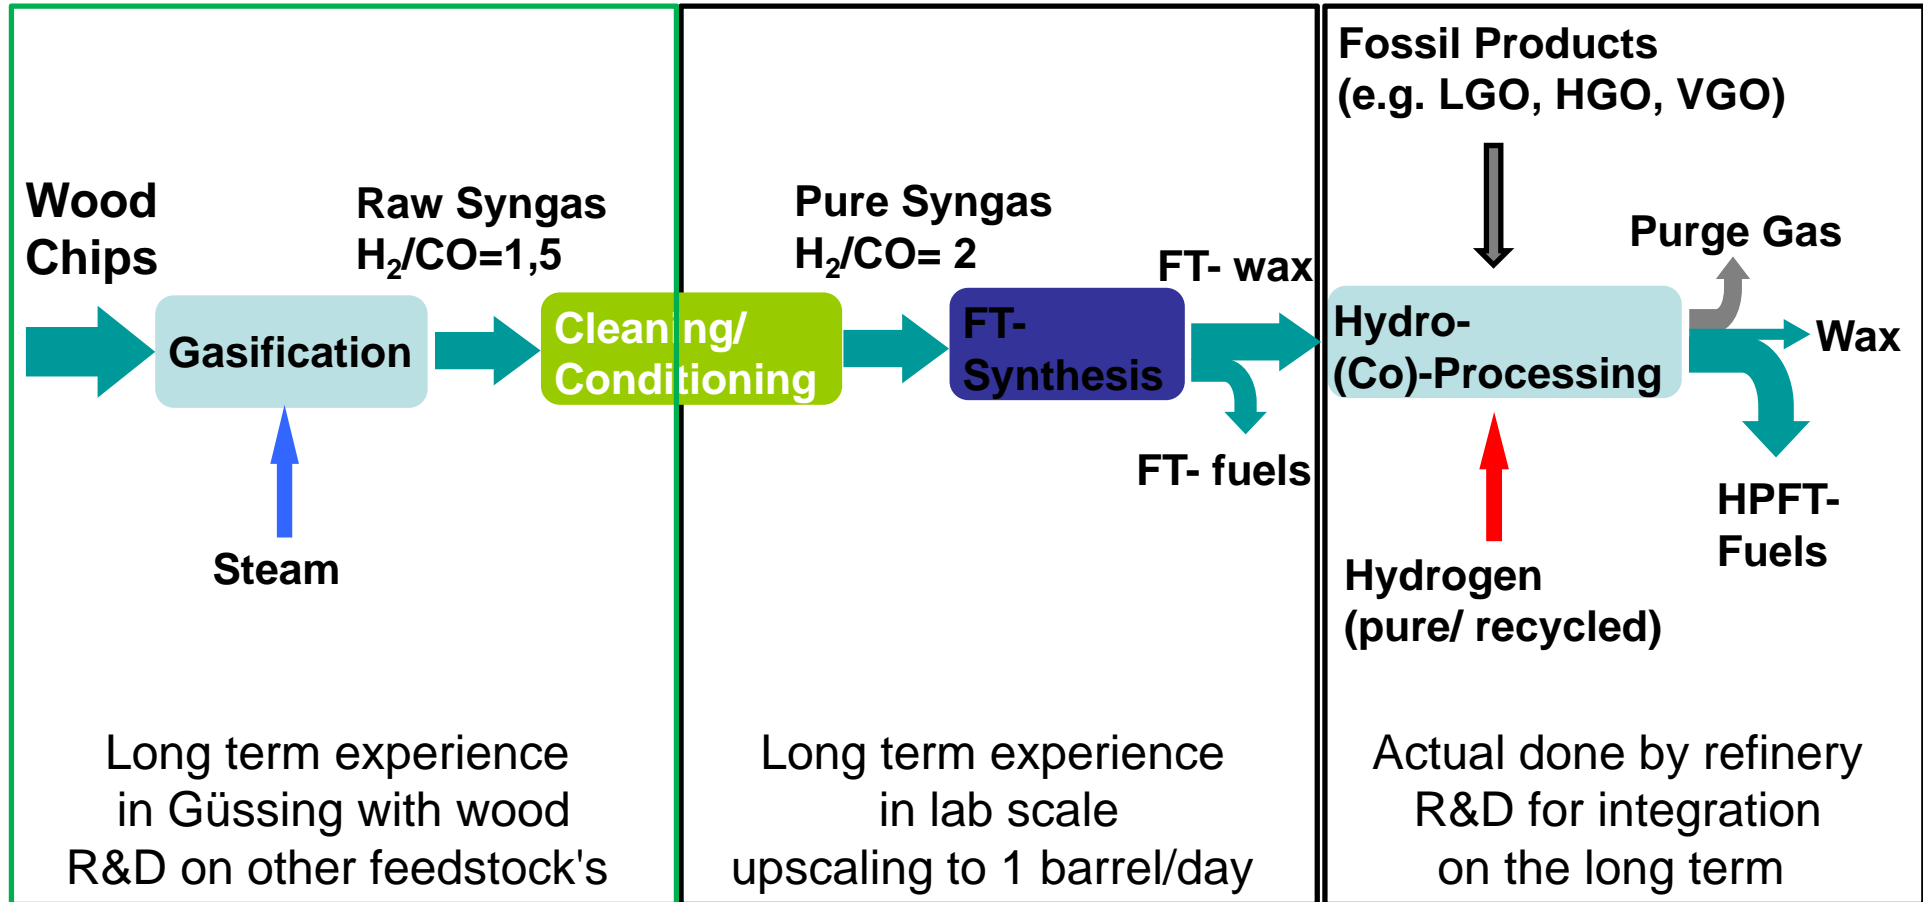 Wood
Chips
Gasification
Steam
Raw Syngas
H₂/CO=1,5
Cleaning/
Conditioning
Long term experience
in Güssing with wood
R&D on other feedstock's
Pure Syngas
H₂/CO= 2
FT-
Synthesis
FT- wax
FT- fuels
Long term experience
in lab scale
upscaling to 1 barrel/day
Fossil Products
(e.g. LGO, HGO, VGO)
Hydro-
(Co)-Processing
Purge Gas
Wax
HPFT-
Fuels
Hydrogen
(pure/ recycled)
Actual done by refinery
R&D for integration
on the long term